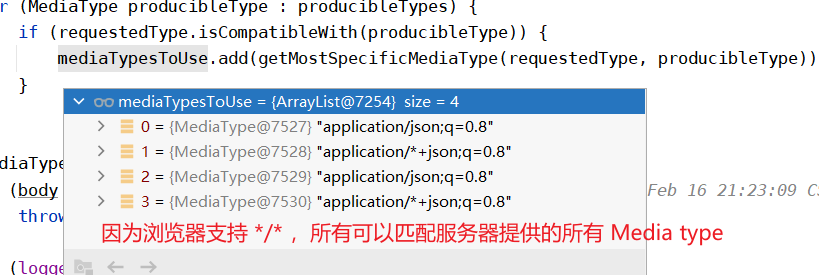 r (MediaType producibleType : producibleTypes) {
if (requestedType.isCompatibleWith(producibleType)) {
mediaTypesToUse.add(getMostSpecificMediaType(requestedType, producibleType))
}
mediaTypesToUse = {ArrayList@7254} size = 4
0 = {MediaType@7527} "application/json;q=0.8"
1 = {MediaType@7528} "application/*+json;q=0.8"
2 = {MediaType@7529} "application/json;q=0.8"
3 = {MediaType@7530} "application/*+json;q=0.8"
diaType
(body
Feb 16 21:23:09 C
throw
因为浏览器支持 */* ，所有可以匹配服务器提供的所有 Media type
(logge